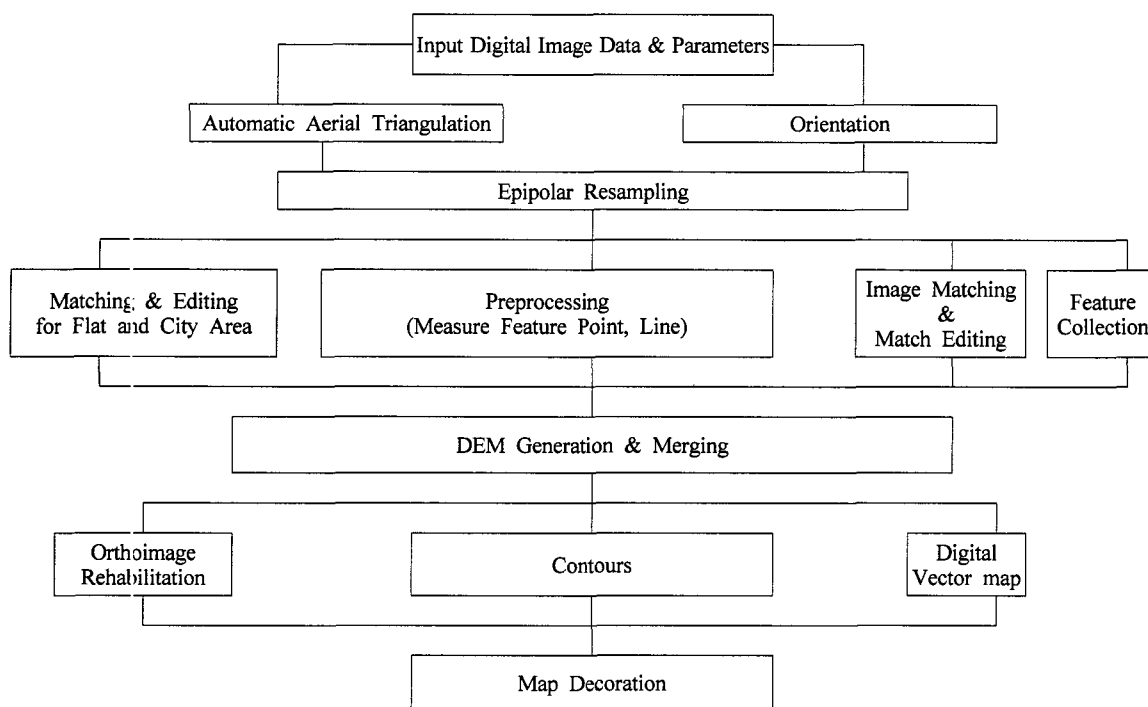 Input Digital Image Data & Parameters
Automatic Aerial Triangulation
Orientation
Epipolar Resampling
Matching & Editing
for Flat and City Area
Preprocessing
(Measure Feature Point, Line)
Image Matching
&
Match Editing
Feature
Collection
DEM Generation & Merging
Orthoimage
Rehabilitation
Contours
Digital
Vector map
Map Decoration